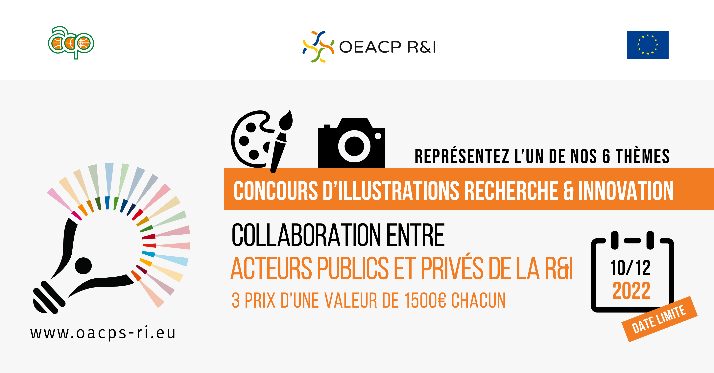 acp
OEACP R&I
REPRÉSENTEZ L'UN DE NOS 6 THÈMES
CONCOURS D'ILLUSTRATIONS RECHERCHE & INNOVATION
COLLABORATION ENTRE
ACTEURS PUBLICS ET PRIVÉS DE LA R&I
3 PRIX D'UNE VALEUR DE 1500€ CHACUN
10/12
2022
DATE LIMITE
www.oacps-ri.eu